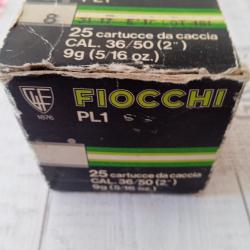 8
25 cartucce da caccia
CAL. 36/50 (2")
9g (5/16 oz.)
FIOCCHI
1876
PL1
25 cartucce da caccia
CAL. 36/50 (2")
9g (5/16 oz.)